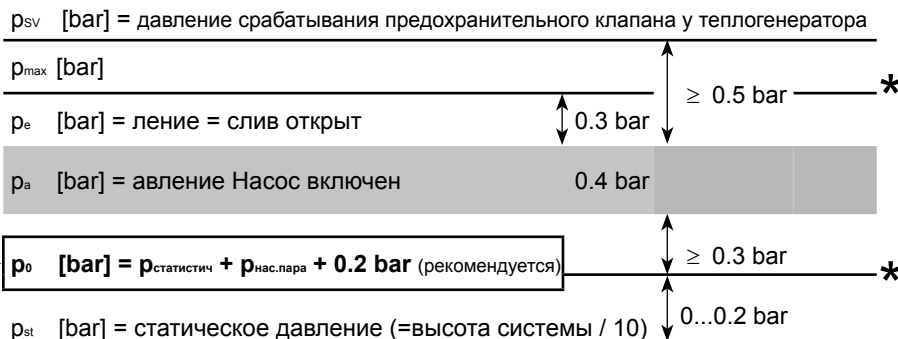 pSV [bar] = давление срабатывания предохранительного клапана у теплогенератора
pmax [bar]
≥ 0.5 bar *
pe [bar] = ление = слив открыт 0.3 bar
pa [bar] = авление Насос включен 0.4 bar
p0 [bar] = pстатистич + pнас.пара + 0.2 bar (рекомендуется) ≥ 0.3 bar *
pst [bar] = статическое давление (=высота системы / 10) 0...0.2 bar